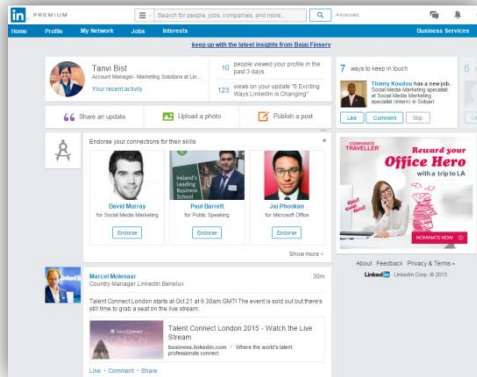 in PREMIUM
Search for people, jobs, companies, and more...
Advanced
Home Profile My Network Jobs Interests Business Services
keep up with the latest insights from Bajaj Finserv
Tanvi Bist
Account Manager - Marketing Solutions at Lin...
Your recent activity
10 people viewed your profile in the past 3 days
123 views on your update "6 Exciting Ways LinkedIn is Changing"
7 ways to keep in touch
Thierry Koudou has a new job.
Social Media Marketing specialist
at Social Media Marketing
specialist (intern) in
Like Comment Skip
Share an update Upload a photo Publish a post
Endorse your connections for their skills
Ireland's
Leading
Business
School
David Murray
for Social Media Marketing
Endorse
Paul Barrett
for Public Speaking
Endorse
Jai Phookan
for Microsoft Office
Endorse
Show more
CORPORATE
TRAVELLER
Reward your
Office Hero
with a trip to LA
NOMINATE NOW
About Feedback Privacy & Terms
LinkedIn LinkedIn Corp. © 2015
Marcel Molenaar 30m
Country Manager LinkedIn Benelux
Talent Connect London starts at Oct 21 at 9.30am GMT! The event is sold out but there's
still time to grab a seat on the live stream:
Talent Connect London 2015 - Watch the Live
Stream
business.linkedin.com · Where the world's talent
professionals connect.
Like · Comment · Share